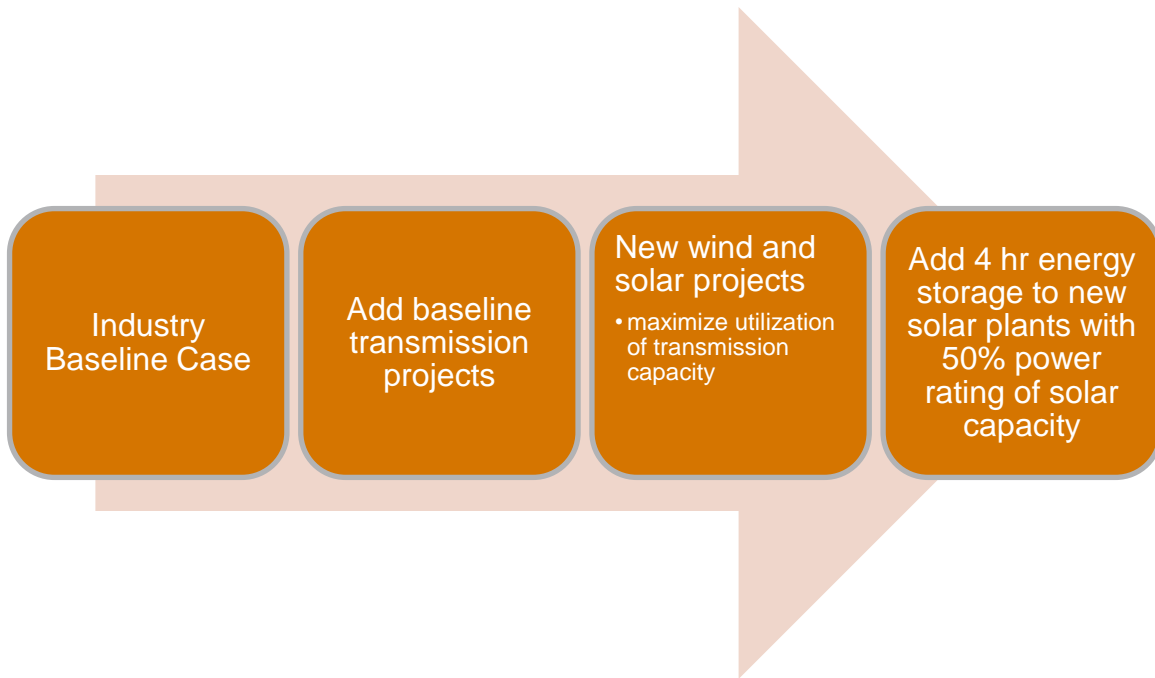 Industry
Baseline Case
Add baseline
transmission
projects
New wind and
solar projects
• maximize utilization
of transmission
capacity
Add 4 hr energy
storage to new
solar plants with
50% power
rating of solar
capacity